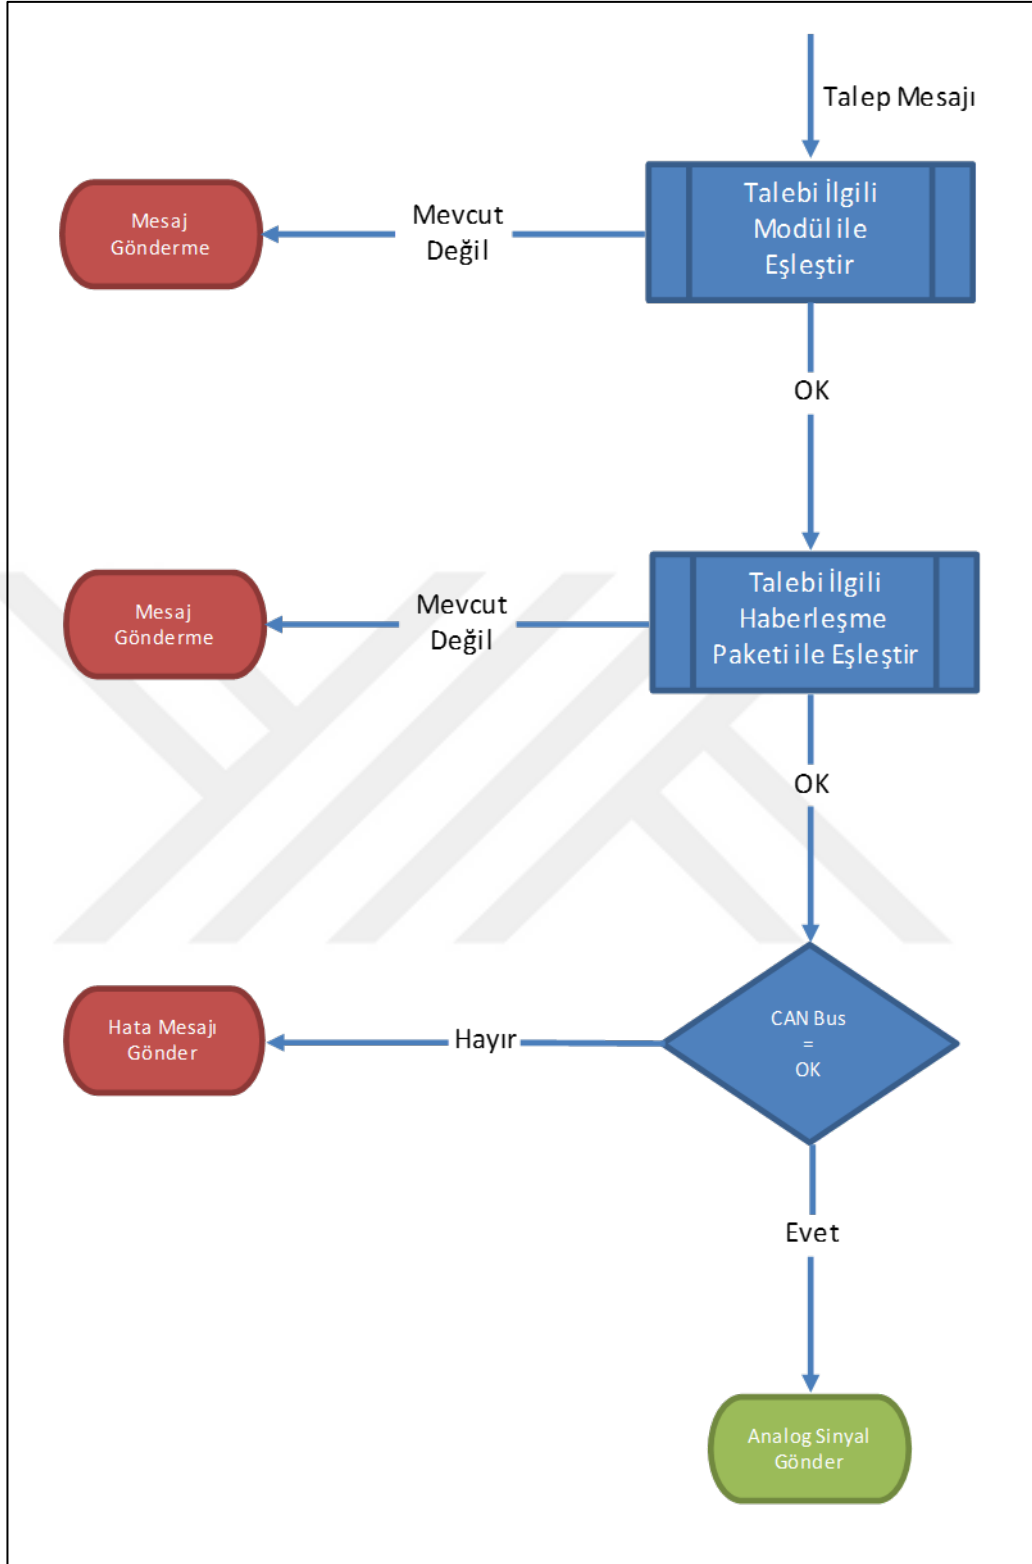 Talep Mesajı
Talebi İlgili
Modül ile
Eşleştir
Mevcut
Değil
Mesaj
Gönderme
OK
Talebi İlgili
Haberleşme
Paketi ile Eşleştir
Mevcut
Değil
Mesaj
Gönderme
OK
CAN Bus
=
OK
Hayır
Hata Mesajı
Gönder
Evet
Analog Sinyal
Gönder